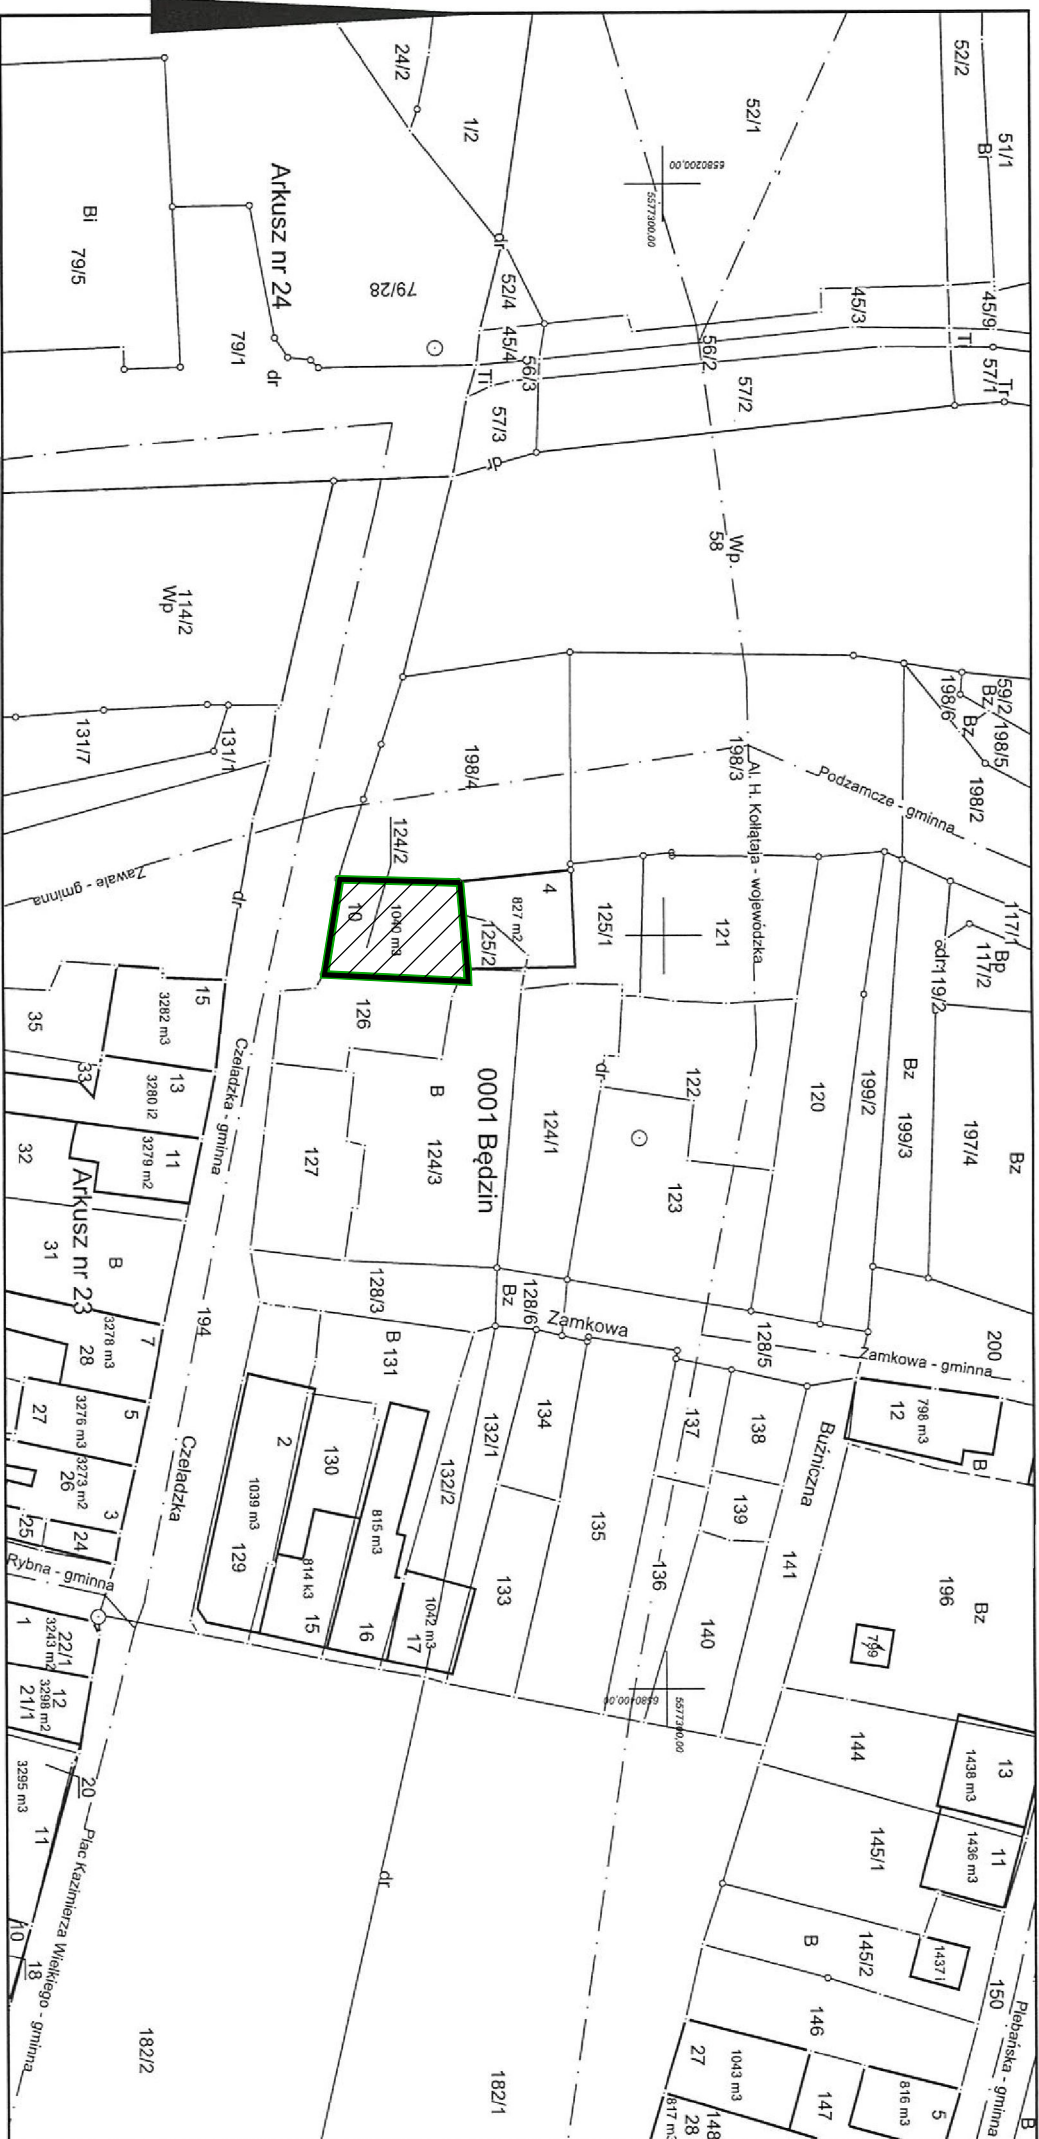 51/1
Bi
52/2
52/1
24/2
1/2
6580200,00
5577300,00
Arkusz nr 24
Bi
79/5
79/28
79/1
dr
dr
52/4
45/4
56/3
Ti
57/3
dr
45/3
45/9
Ti
57/1
Tr
56/2
57/2
Wp
58
114/2
Wp
131/7
131/1
198/4
198/3
59/2
Bz
198/6
Bz
198/5
198/2
Podzamcze - gminna
Al. H. Kołłątaja - wojewódzka
Zawale - gminna
dr
124/2
10
1040 m3
4
827 m2
125/2
125/1
121
117/1
Bp
117/2
dr
119/2
15
3282 m3
35
33
13
3280 i2
11
3279 m2
32
Czeladzka - gminna
126
B
0001 Będzin
124/1
124/3
127
dr
122
123
120
199/2
Bz
199/3
197/4
Bz
Arkusz nr 23
31
B
194
128/3
Bz
128/6
Zamkowa
128/5
Zamkowa - gminna
200
7
3278 m3
28
5
3276 m3
27
3273 m2
26
3
25
24
Rybna - gminna
Czeladzka
B
131
2
1039 m3
129
130
814 k3
15
815 m3
16
1042 m3
17
132/2
132/1
134
133
135
137
138
139
136
140
141
Buźniczna
12
798 m3
B
196
Bz
799
6580400,00
5577300,00
1
22/1
3243 m2
12
3298 m2
21/1
20
3295 m3
11
10
18
Plac Kazimierza Wielkiego - gminna
dr
182/2
182/1
144
13
1438 m3
145/1
11
1436 m3
B
145/2
1437 i
150
Plebańska - gminna
146
27
1043 m3
147
816 m3
5
148
28
817 m
B